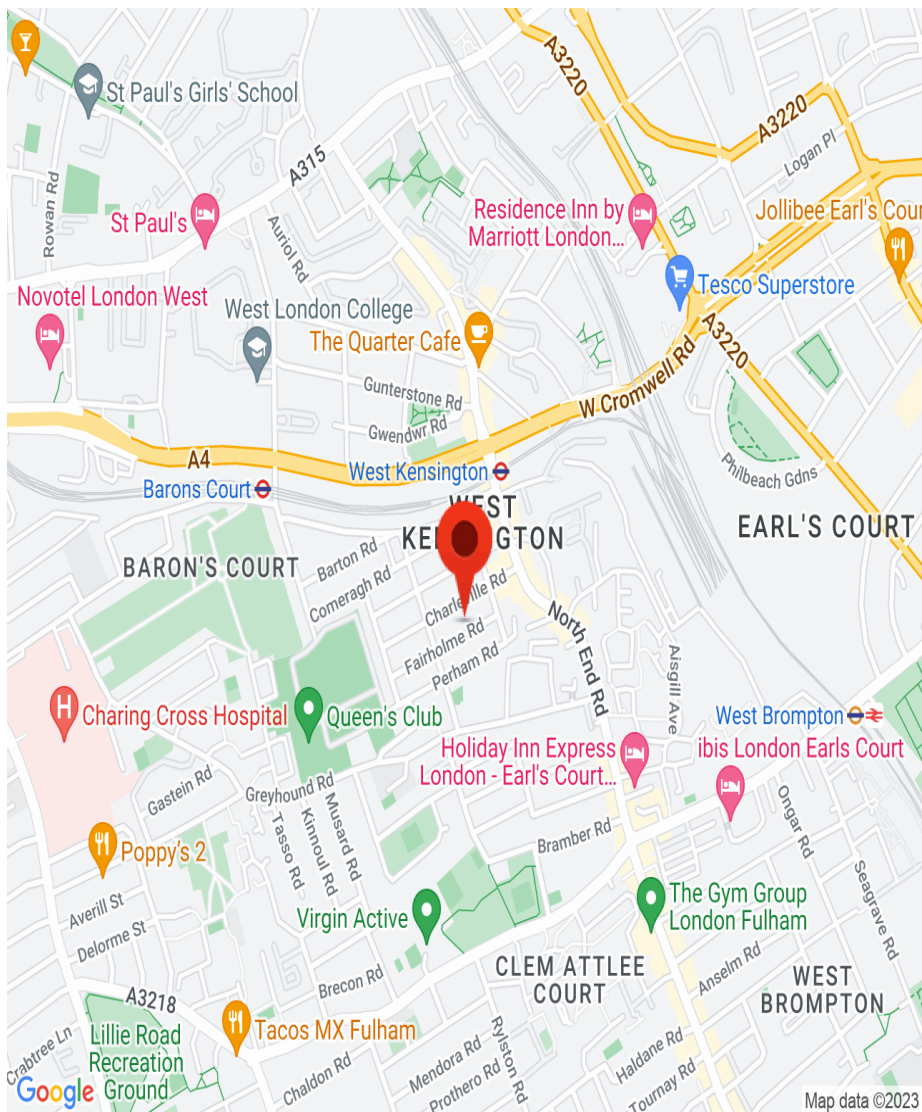 St Paul's Girls' School
A3220
A3220
Logan Pl
A315
Rowan Rd
St Paul's
Auriol Rd
Residence Inn by
Marriott London...
Jollibee Earl's Cour
Tesco Superstore
Novotel London West
West London College
The Quarter Cafe
A3220
W Cromwell Rd
Gunterstone Rd
Gwendwr Rd
A4
West Kensington
Philbeach Gdns
Barons Court
WEST
EARL'S COURT
BARON'S COURT
Barton Rd
Comeragh Rd
Fairholme Rd
Perham Rd
North End Rd
Aisgill Ave
H
Charing Cross Hospital
Queen's Club
West Brompton
Holiday Inn Express
London - Earl's Court...
ibis London Earls Court
Gastein Rd
Greyhound Rd
Tasso Rd
Kinnoul Rd
Musard Rd
Bramber Rd
Ongar Rd
Seagrave Rd
Poppy's 2
Averill St
Delorme St
Virgin Active
The Gym Group
London Fulham
Brecon Rd
CLEM ATTLEE
COURT
Anselm Rd
WEST
BROMPTON
A3218
Crabtree Ln
Lillie Road
Recreation
Ground
Tacos MX Fulham
Chaldon Rd
Mendora Rd
Prothero Rd
Rylston Rd
Haldane Rd
Tournay Rd
Google
Map data ©2023